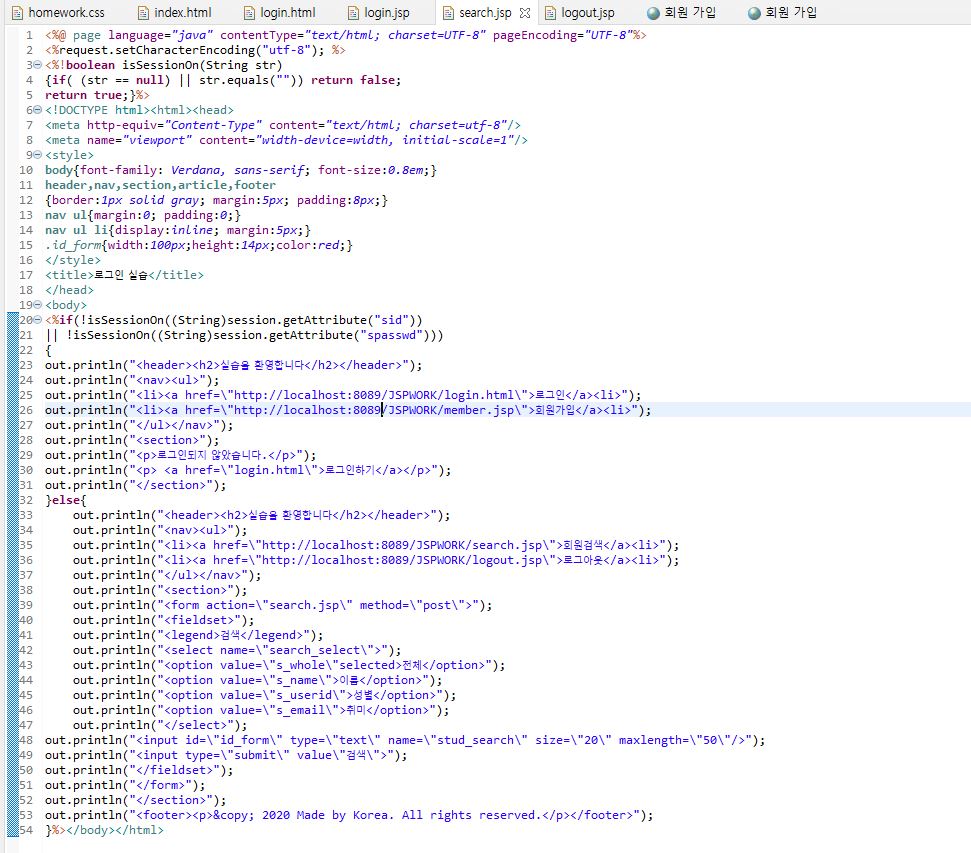 homework.css index.html login.html login.jsp search.jsp logout.jsp 회원 가입 회원 가입
1 <%@ page language="java" contentType="text/html; charset=UTF-8" pageEncoding="UTF-8"%>
2 <%request.setCharacterEncoding("utf-8"); %>
3 <%!boolean isSessionOn(String str)
4 {if( (str == null) || str.equals("")) return false;
5 return true;}%>
6 <!DOCTYPE html><html><head>
7 <meta http-equiv="Content-Type" content="text/html; charset=utf-8"/>
8 <meta name="viewport" content="width-device=width, initial-scale=1"/>
9 <style>
10 body{font-family: Verdana, sans-serif; font-size:0.8em;}
11 header,nav,section,article,footer
12 {border:1px solid gray; margin:5px; padding:8px;}
13 nav ul{margin:0; padding:0;}
14 nav ul li{display:inline; margin:5px;}
15 .id_form{width:100px;height:14px;color:red;}
16 </style>
17 <title>로그인 실습</title>
18 </head>
19 <body>
20 <%if(!isSessionOn((String)session.getAttribute("sid"))
21 || !isSessionOn((String)session.getAttribute("spasswd")))
22 {
23 out.println("<header><h2>실습을 환영합니다</h2></header>");
24 out.println("<nav><ul>");
25 out.println("<li><a href=\"http://localhost:8089/JSPWORK/login.html\">로그인</a><li>");
26 out.println("<li><a href=\"http://localhost:8089/JSPWORK/member.jsp\">회원가입</a><li>");
27 out.println("</ul></nav>");
28 out.println("<section>");
29 out.println("<p>로그인되지 않았습니다.</p>");
30 out.println("<p> <a href=\"login.html\">로그인하기</a></p>");
31 out.println("</section>");
32 }else{
33 out.println("<header><h2>실습을 환영합니다</h2></header>");
34 out.println("<nav><ul>");
35 out.println("<li><a href=\"http://localhost:8089/JSPWORK/search.jsp\">회원검색</a><li>");
36 out.println("<li><a href=\"http://localhost:8089/JSPWORK/logout.jsp\">로그아웃</a><li>");
37 out.println("</ul></nav>");
38 out.println("<section>");
39 out.println("<form action=\"search.jsp\" method=\"post\">");
40 out.println("<fieldset>");
41 out.println("<legend>검색</legend>");
42 out.println("<select name=\"search_select\">");
43 out.println("<option value=\"s_whole\"selected>전체</option>");
44 out.println("<option value=\"s_name\">이름</option>");
45 out.println("<option value=\"s_userid\">성별</option>");
46 out.println("<option value=\"s_email\">취미</option>");
47 out.println("</select>");
48 out.println("<input id=\"id_form\" type=\"text\" name=\"stud_search\" size=\"20\" maxlength=\"50\"/>");
49 out.println("<input type=\"submit\" value\"검색\">");
50 out.println("</fieldset>");
51 out.println("</form>");
52 out.println("</section>");
53 out.println("<footer><p>&copy; 2020 Made by Korea. All rights reserved.</p></footer>");
54 }%></body></html>